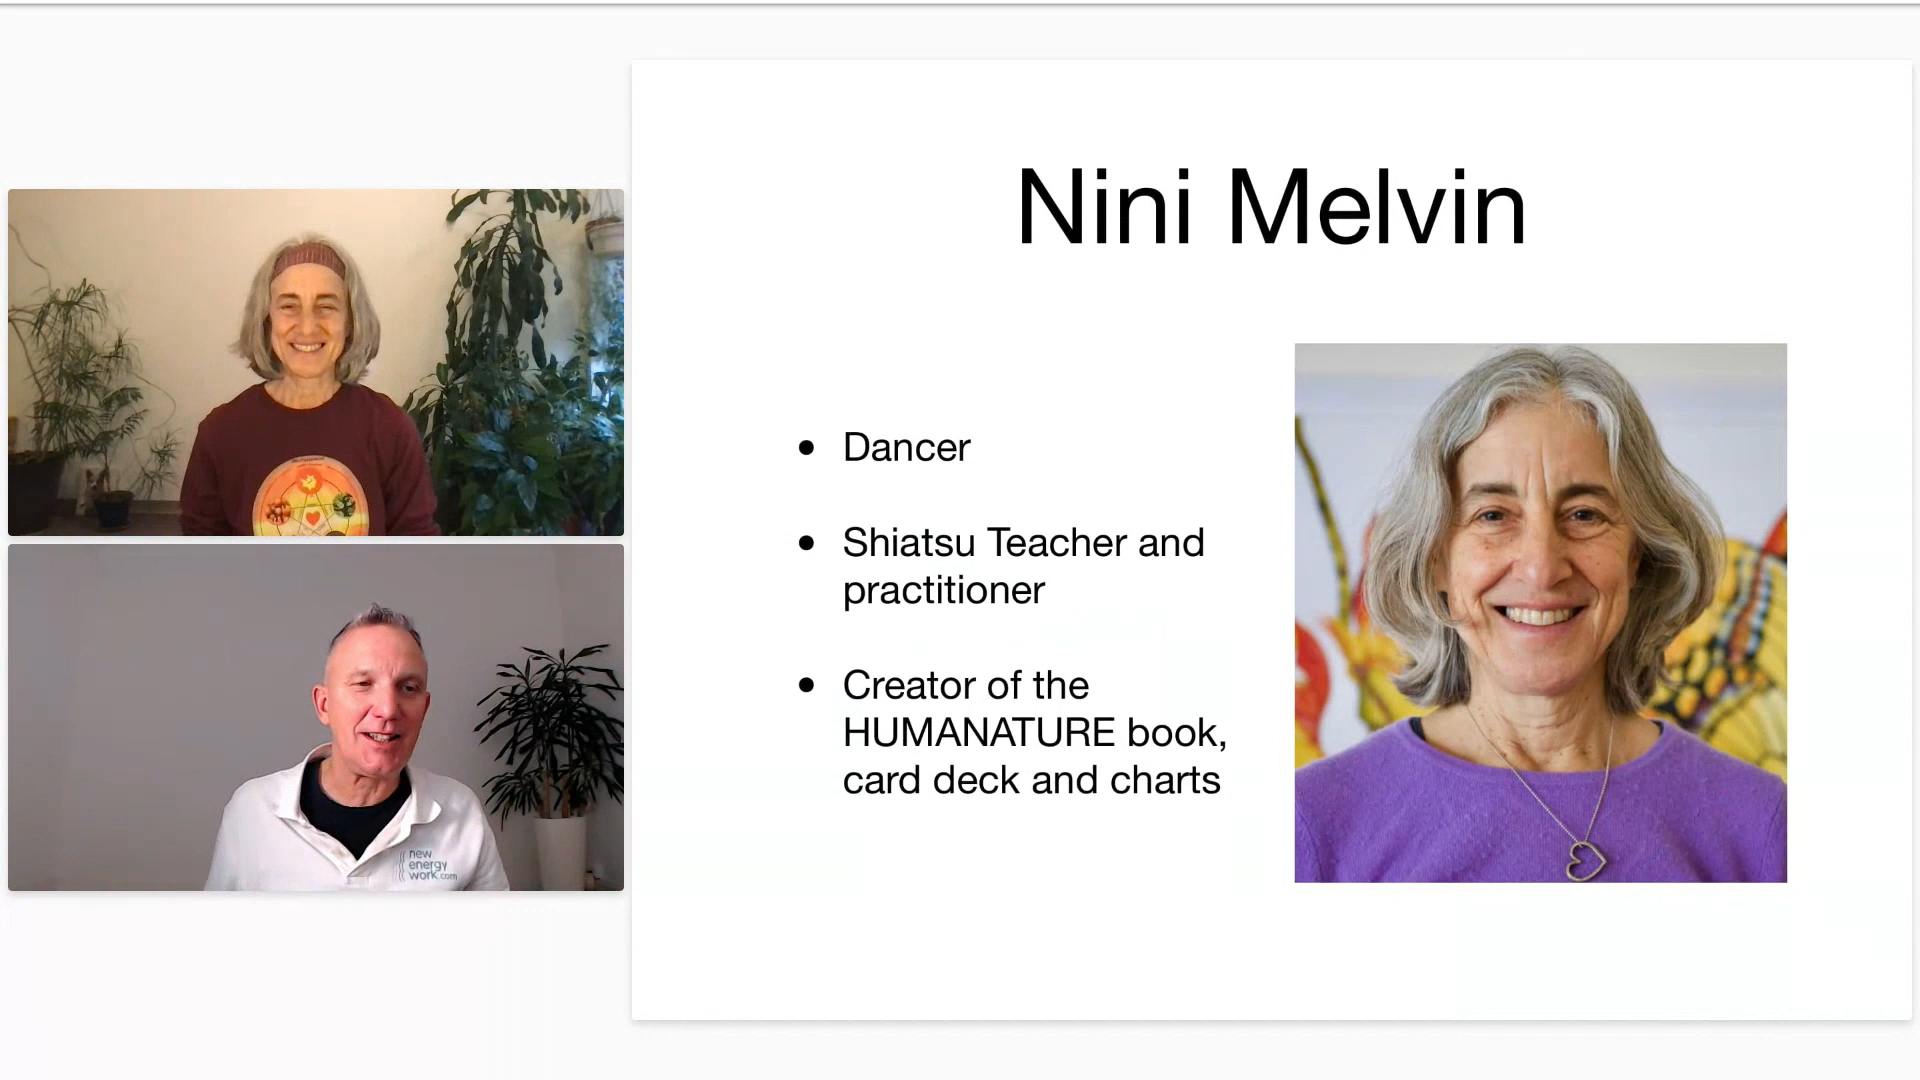 Nini Melvin
• Dancer
• Shiatsu Teacher and
practitioner
• Creator of the
HUMANATURE book,
card deck and charts
new
energy
work.com